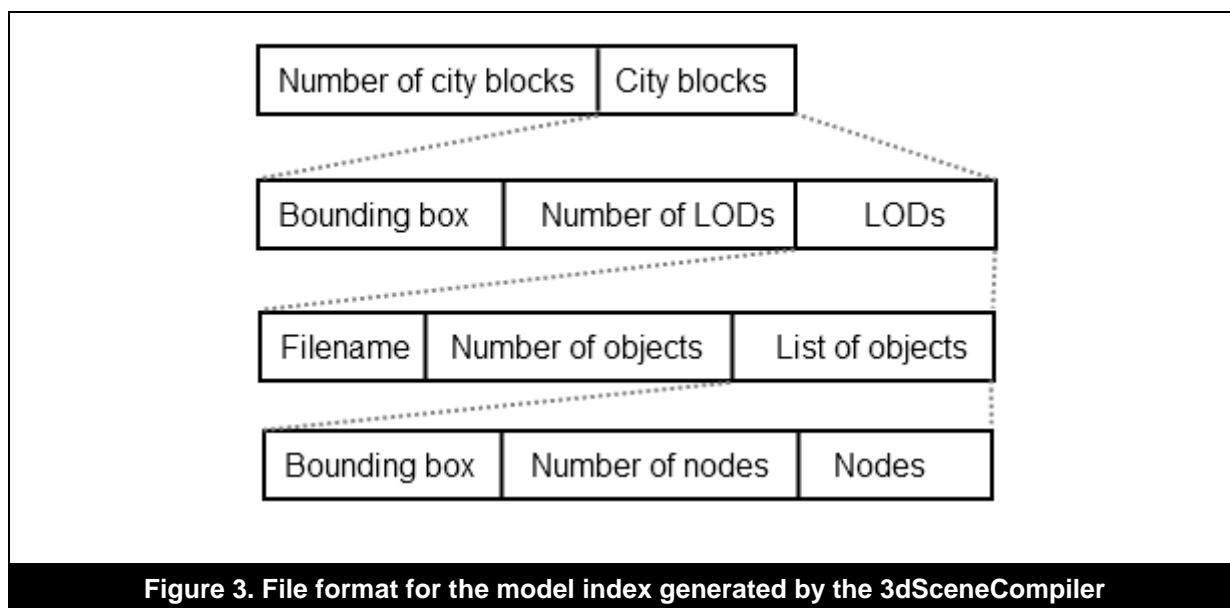 Number of city blocks City blocks
Bounding box Number of LODs LODs
Filename Number of objects List of objects
Bounding box Number of nodes Nodes
Figure 3. File format for the model index generated by the 3dSceneCompiler